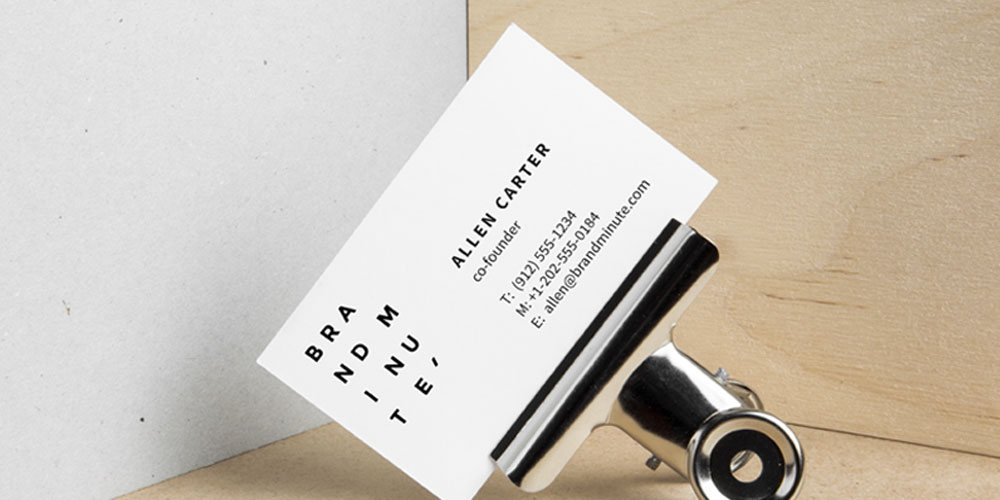 BRA
ND M
INU
TE´
ALLEN CARTER
co-founder
T: (912) 555-1234
M: +1-202-555-0184
E: allen@brandminute.com